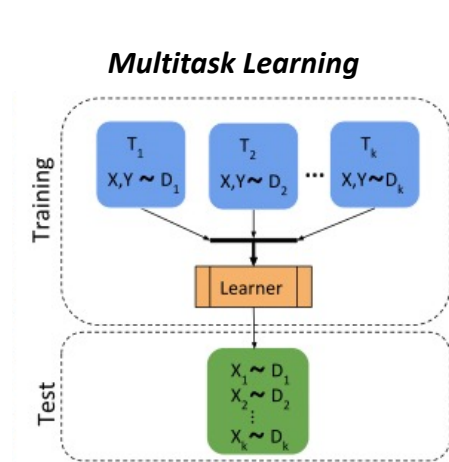 Multitask Learning
Training
T₁
X,Y ~ D₁
T₂
X,Y ~ D₂
...
Tₖ
X,Y ~ Dₖ
Learner
Test
X₁ ~ D₁
X₂ ~ D₂
⋮
Xₖ ~ Dₖ